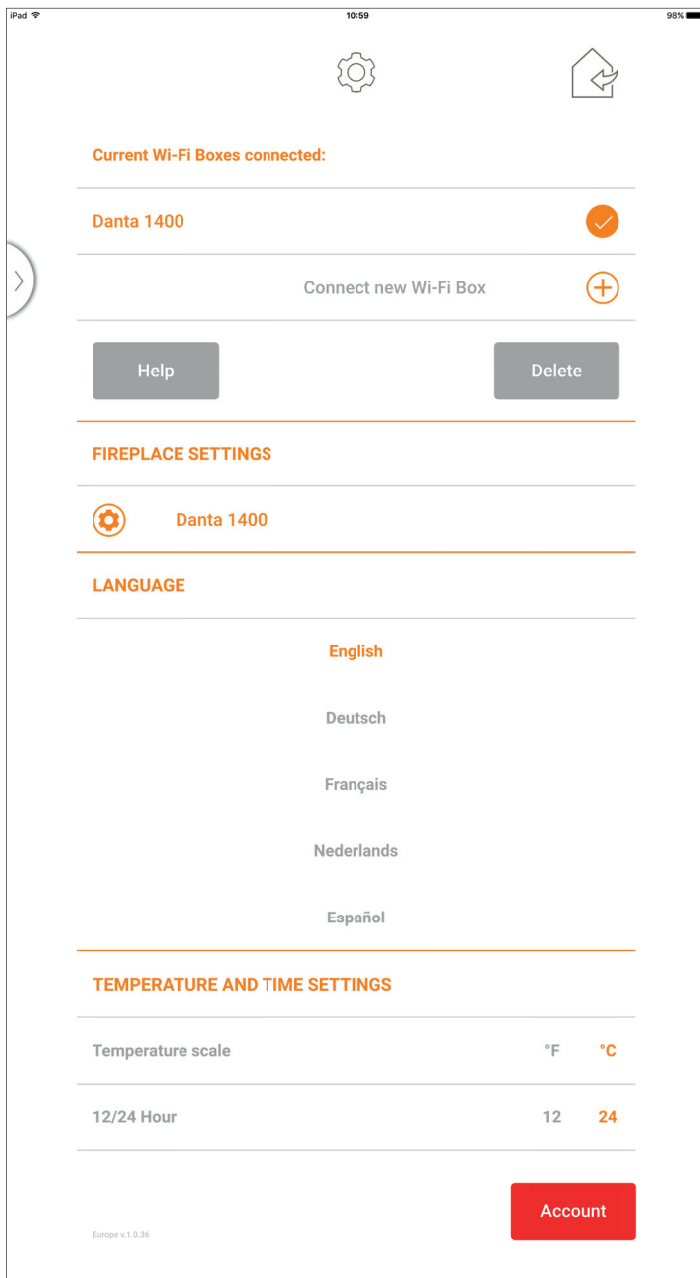 iPad 10:59 98%
Current Wi-Fi Boxes connected:
Danta 1400
Connect new Wi-Fi Box
Help Delete
FIREPLACE SETTINGS
Danta 1400
LANGUAGE
English
Deutsch
Français
Nederlands
Español
TEMPERATURE AND TIME SETTINGS
Temperature scale °F °C
12/24 Hour 12 24
Account
Europe v.1.0.36